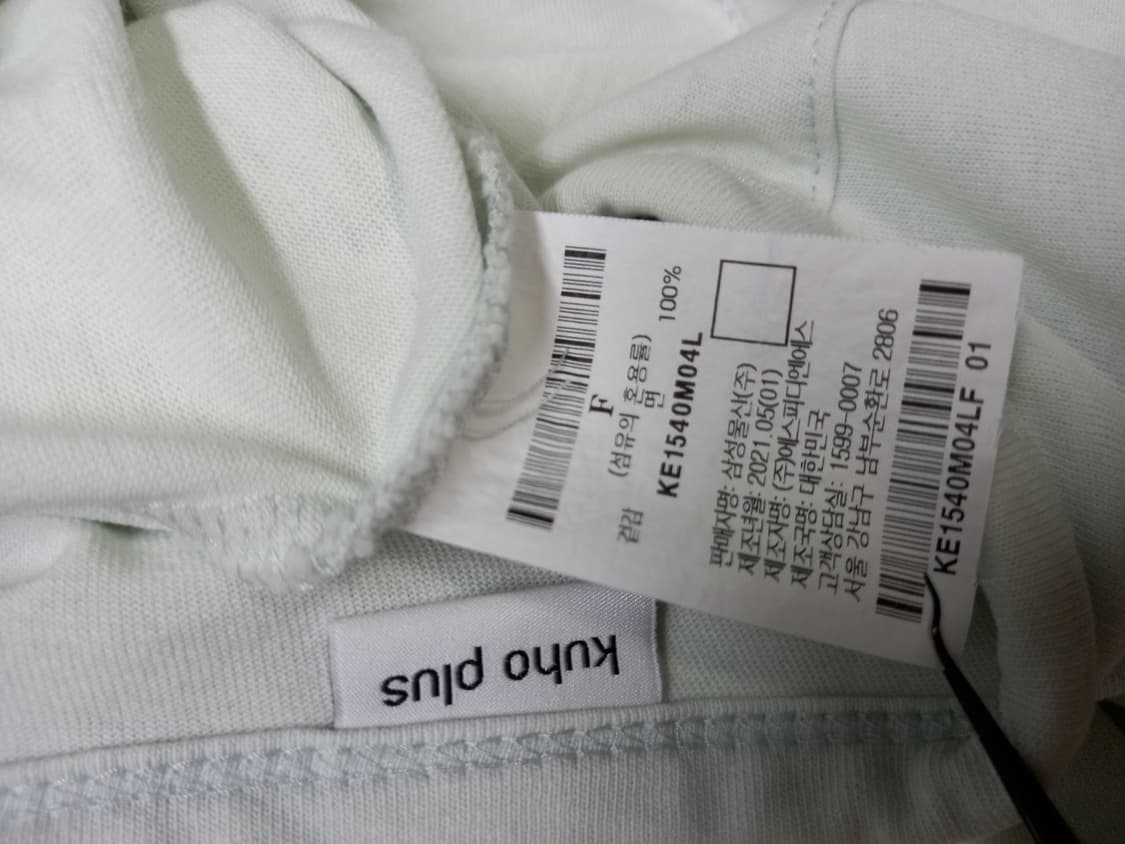 F
(섬유의 혼용률)
겉감 면 100%
KE1540M04L
판매자명: 삼성물산(주)
제조년월: 2021.05(01)
제조자명: (주)에스피디엔에스
제조국명: 대한민국
고객상담실: 1599-0007
서울 강남구 남부순환로 2806
KE1540M04LF 01
kuho plus